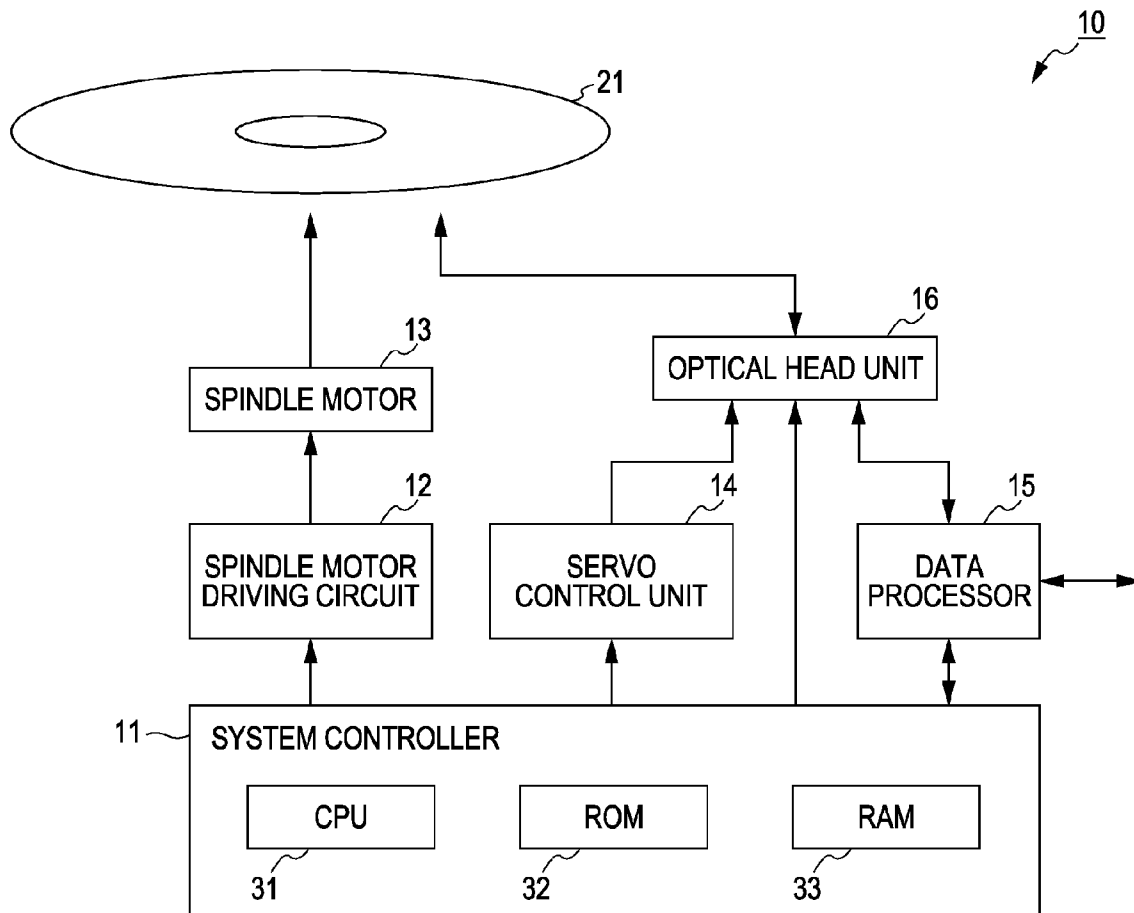 10
21
13
SPINDLE MOTOR
16
OPTICAL HEAD UNIT
12
SPINDLE MOTOR
DRIVING CIRCUIT
14
SERVO
CONTROL UNIT
15
DATA
PROCESSOR
11
SYSTEM CONTROLLER
CPU
ROM
RAM
31
32
33